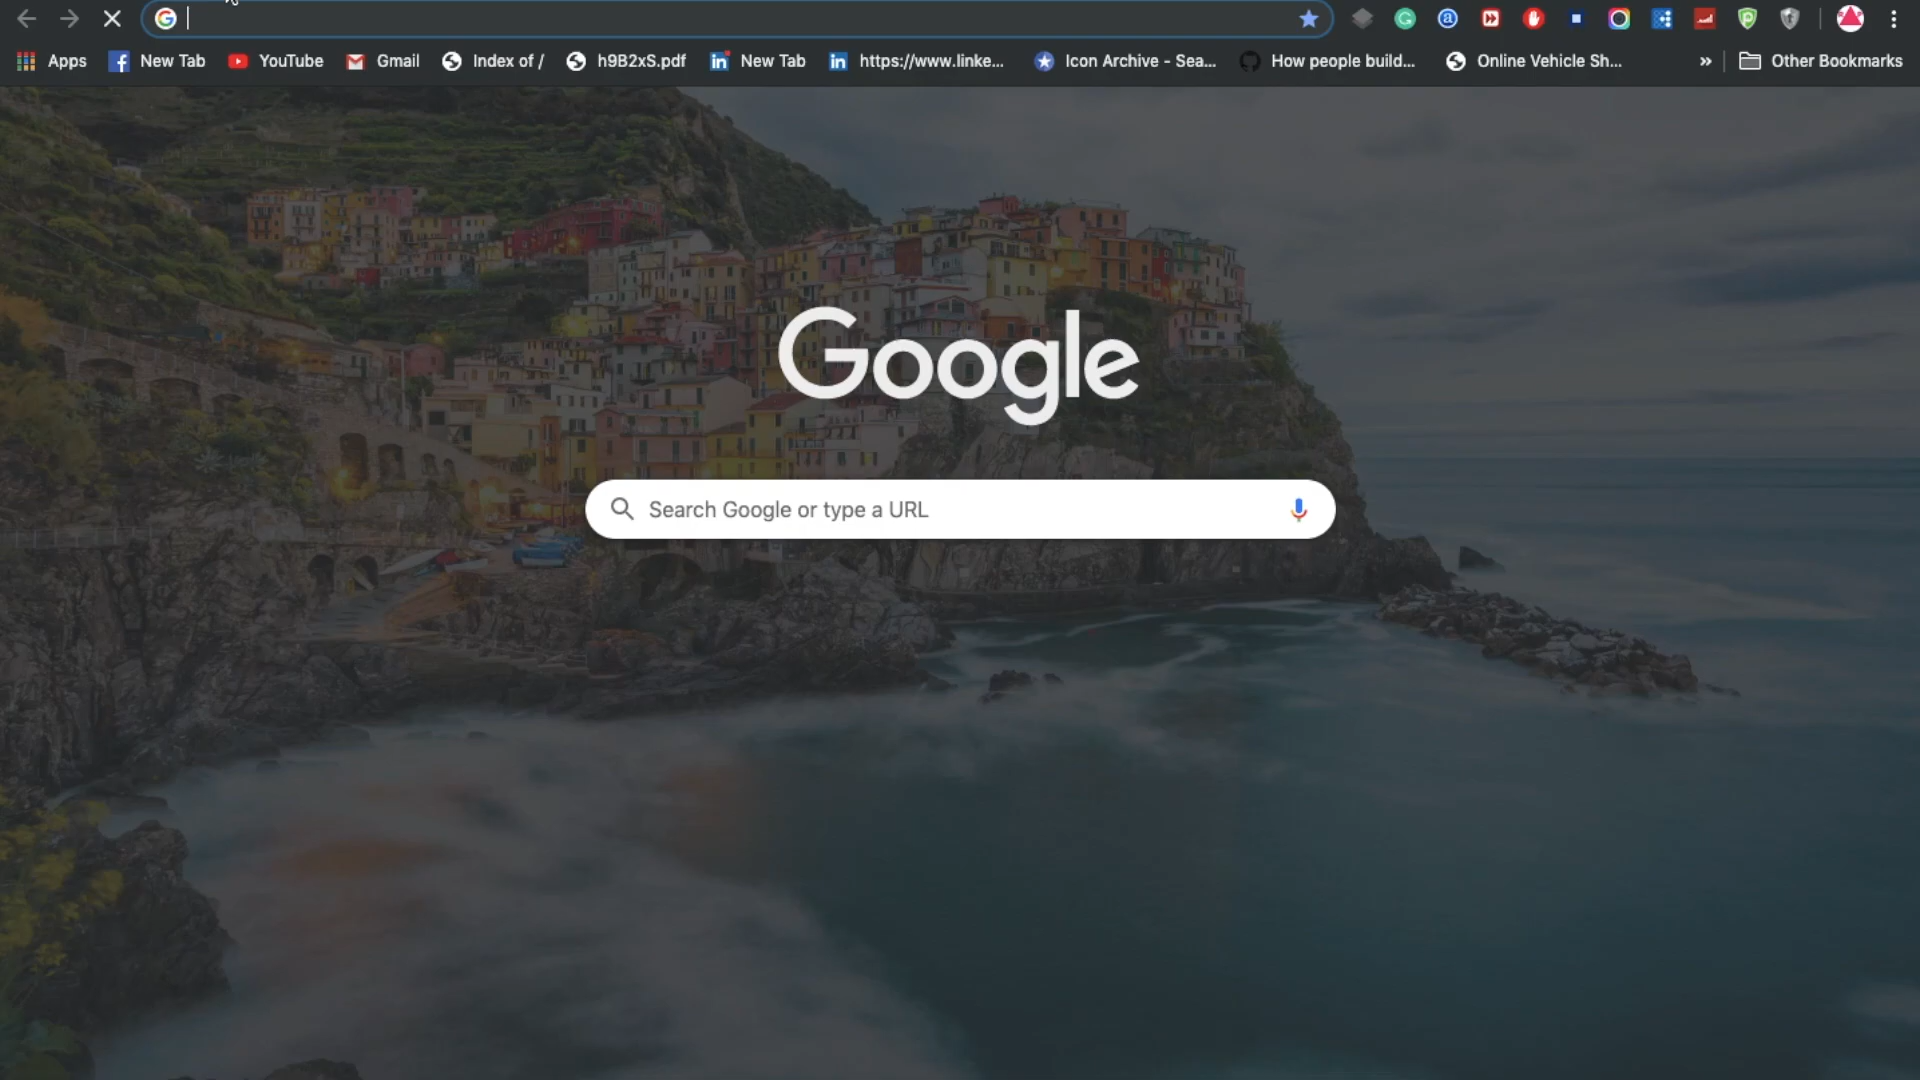 Apps New Tab YouTube Gmail Index of / h9B2xS.pdf New Tab https://www.linke... Icon Archive - Sea... How people build... Online Vehicle Sh... » Other Bookmarks
Google
Search Google or type a URL